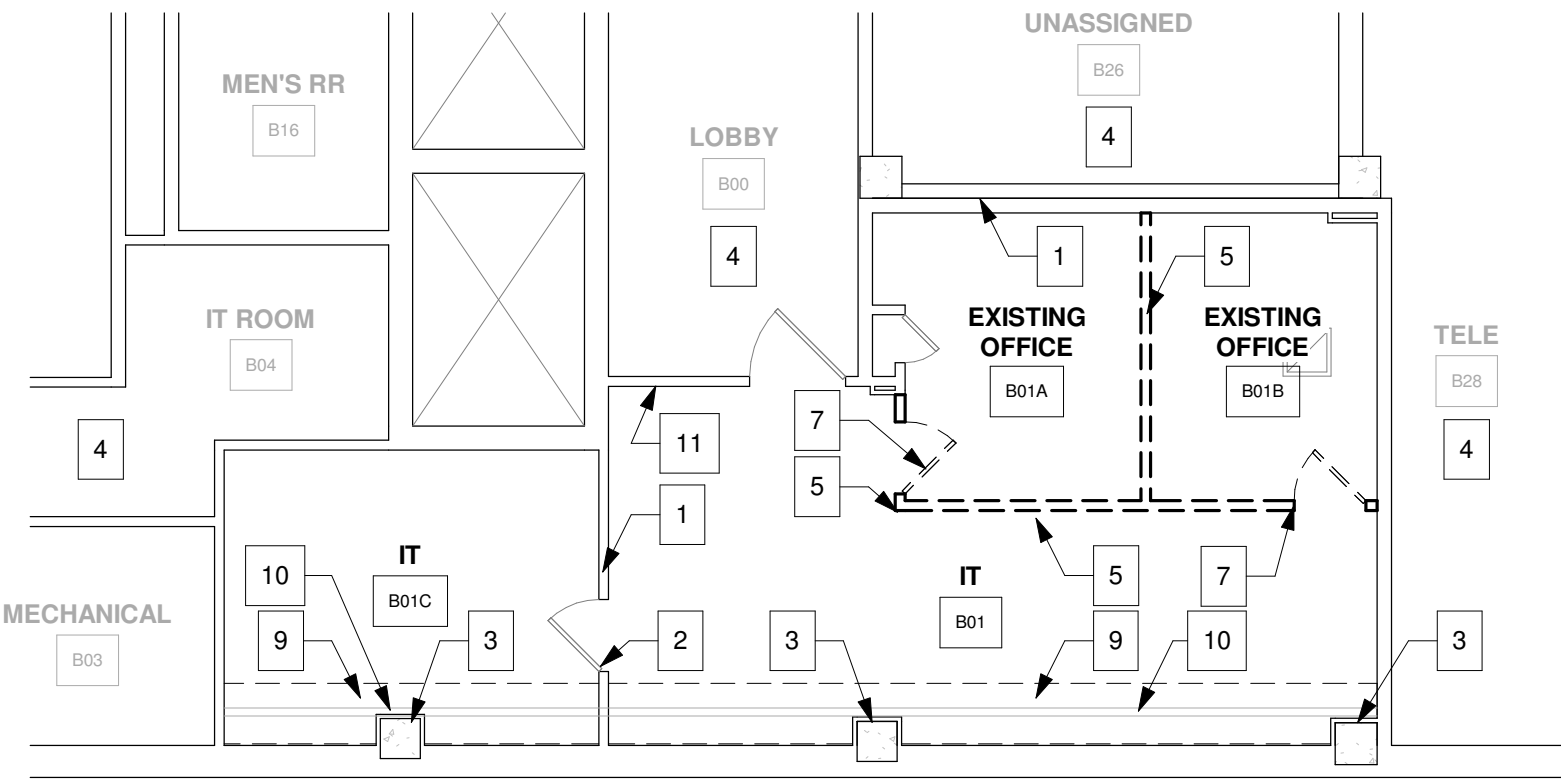 UNASSIGNED
B26
4
MEN'S RR
B16
LOBBY
B00
4
1
5
IT ROOM
B04
EXISTING
OFFICE
B01A
EXISTING
OFFICE
B01B
TELE
B28
4
4
11
7
5
1
IT
B01C
10
9
3
2
3
IT
B01
5
7
9
10
3
MECHANICAL
B03